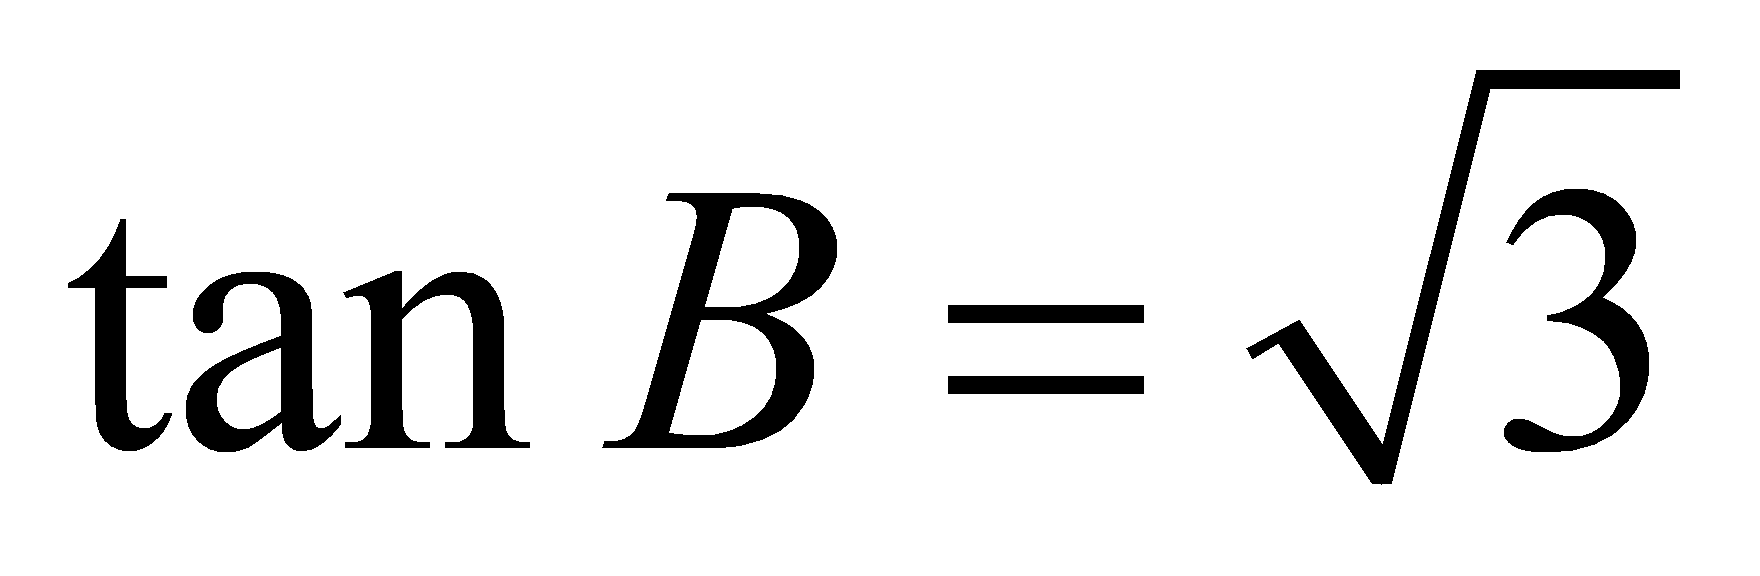 tan B = √3